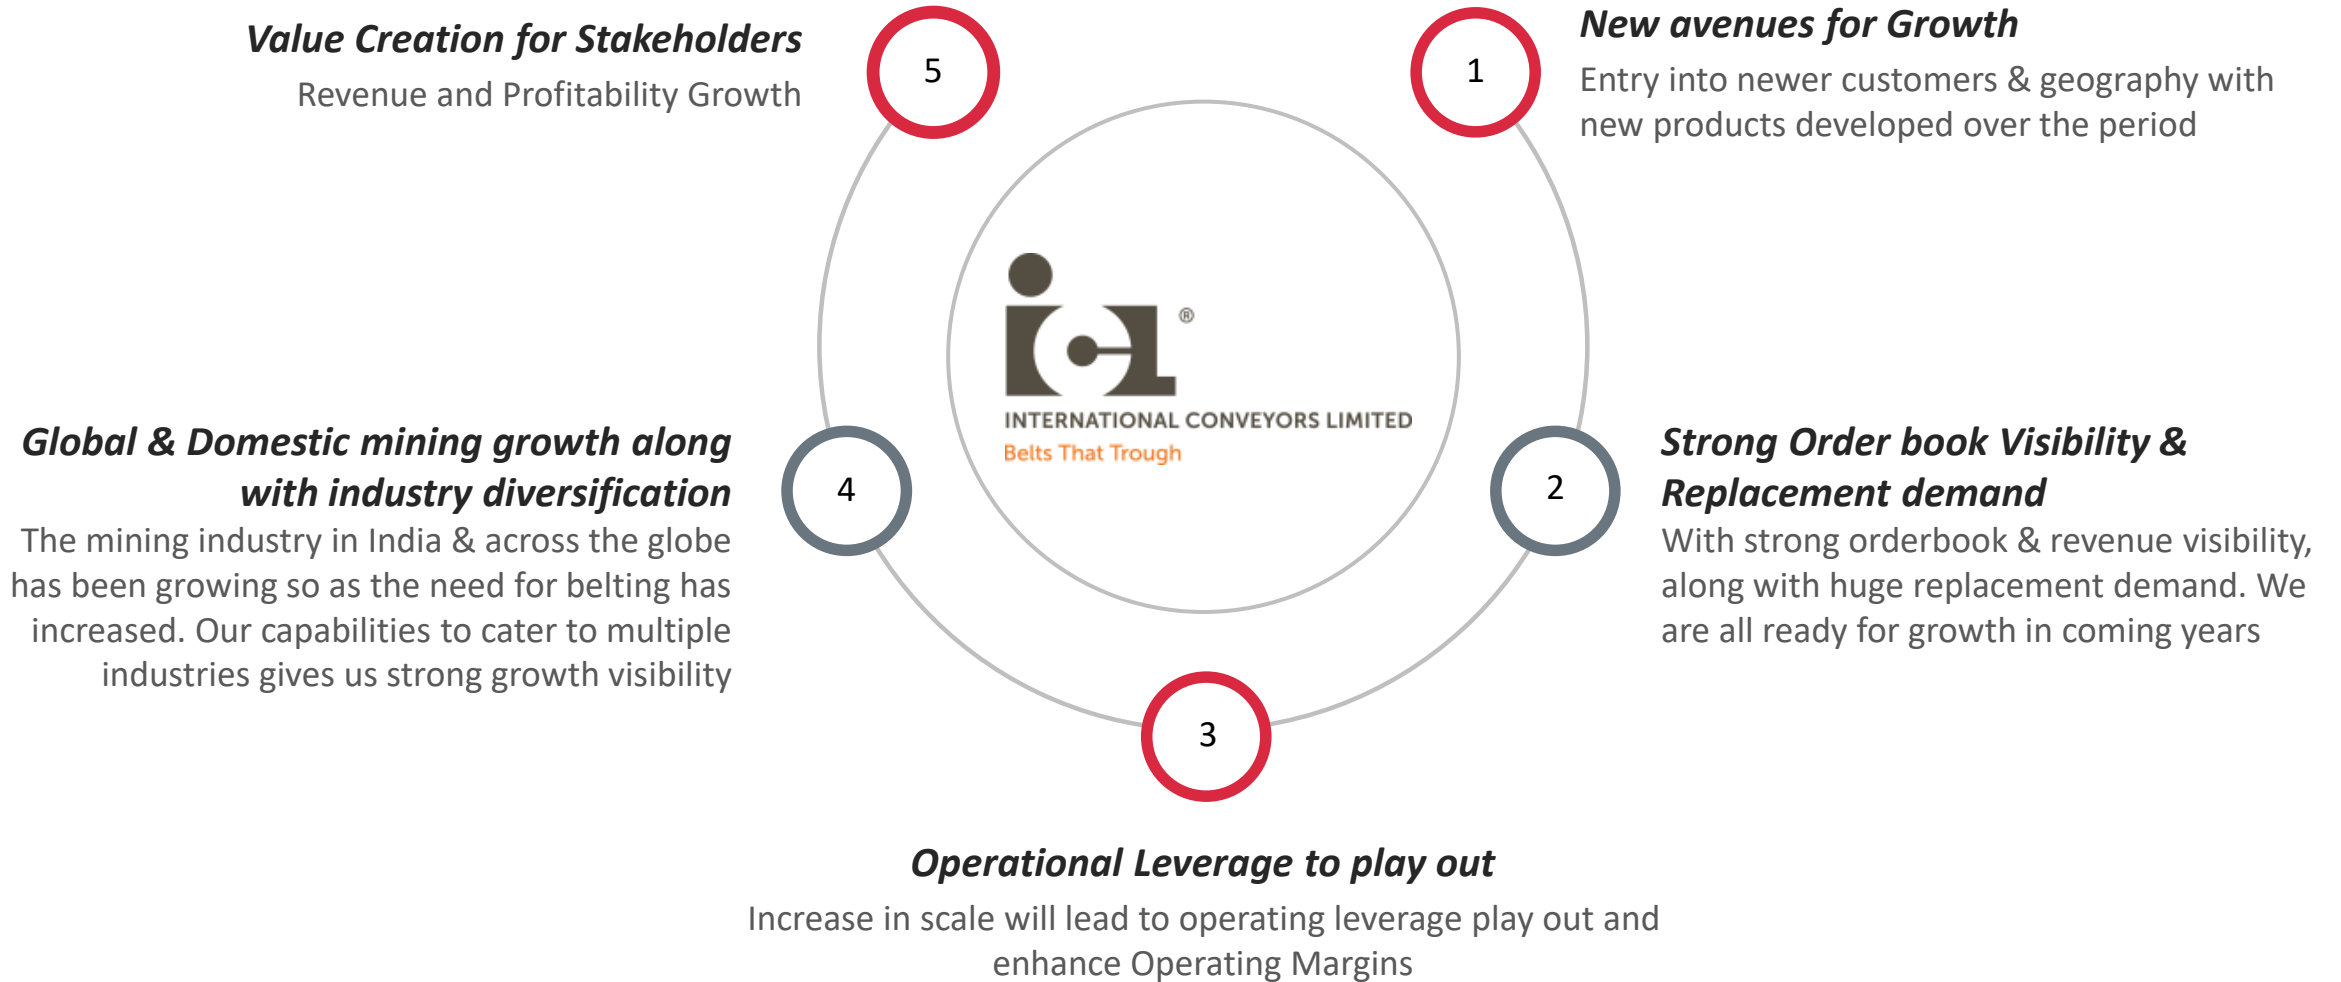 Value Creation for Stakeholders
Revenue and Profitability Growth
5
1
New avenues for Growth
Entry into newer customers & geography with
new products developed over the period
icl ®
INTERNATIONAL CONVEYORS LIMITED
Belts That Trough
Global & Domestic mining growth along
with industry diversification
The mining industry in India & across the globe
has been growing so as the need for belting has
increased. Our capabilities to cater to multiple
industries gives us strong growth visibility
4
2
Strong Order book Visibility &
Replacement demand
With strong orderbook & revenue visibility,
along with huge replacement demand. We
are all ready for growth in coming years
3
Operational Leverage to play out
Increase in scale will lead to operating leverage play out and
enhance Operating Margins